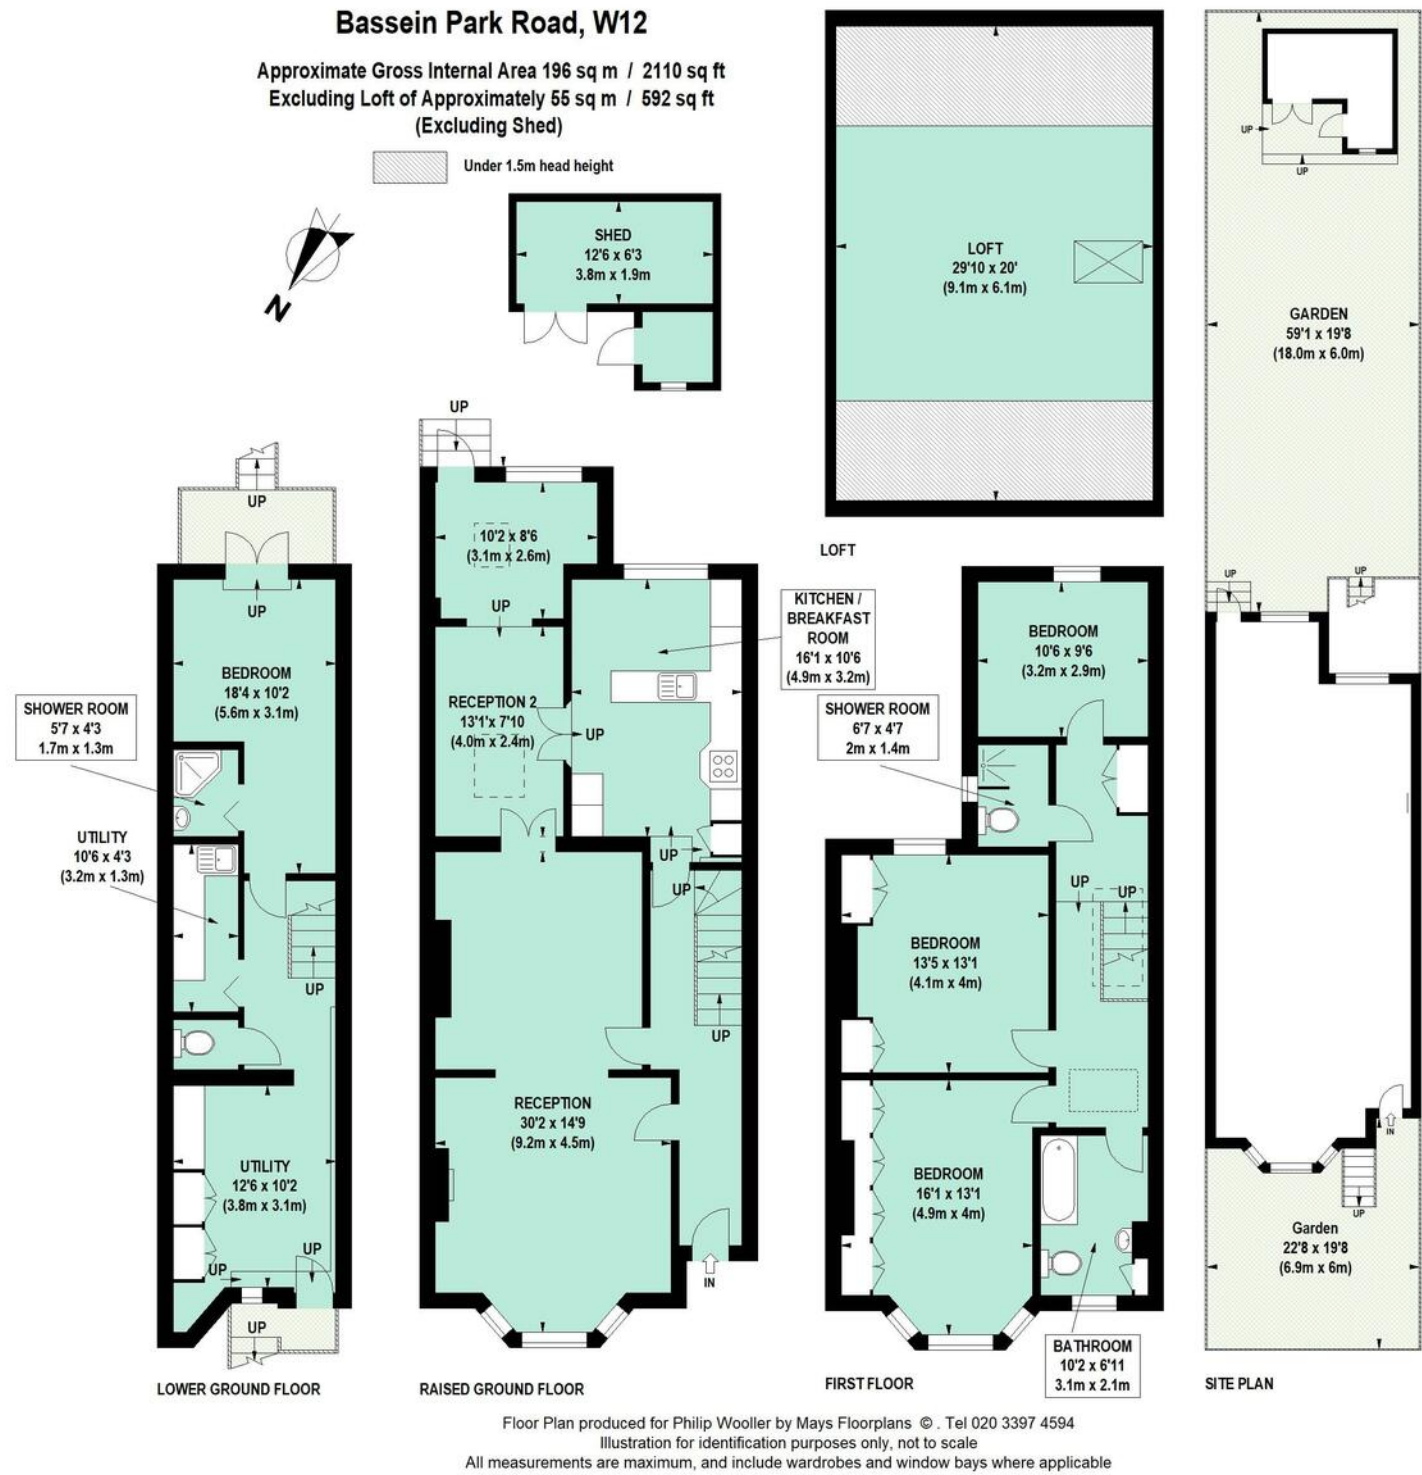 Bassein Park Road, W12
Approximate Gross Internal Area 196 sq m / 2110 sq ft
Excluding Loft of Approximately 55 sq m / 592 sq ft
(Excluding Shed)
Under 1.5m head height
N
SHED
12'6 x 6'3
3.8m x 1.9m
LOFT
29'10 x 20'
(9.1m x 6.1m)
LOFT
UP
UP
BEDROOM
18'4 x 10'2
(5.6m x 3.1m)
SHOWER ROOM
5'7 x 4'3
1.7m x 1.3m
UTILITY
10'6 x 4'3
(3.2m x 1.3m)
UP
UTILITY
12'6 x 10'2
(3.8m x 3.1m)
UP
UP
UP
LOWER GROUND FLOOR
UP
10'2 x 8'6
(3.1m x 2.6m)
UP
RECEPTION 2
13'1'x 7'10
(4.0m x 2.4m)
UP
KITCHEN /
BREAKFAST
ROOM
16'1 x 10'6
(4.9m x 3.2m)
UP
UP
UP
RECEPTION
30'2 x 14'9
(9.2m x 4.5m)
IN
RAISED GROUND FLOOR
BEDROOM
10'6 x 9'6
(3.2m x 2.9m)
SHOWER ROOM
6'7 x 4'7
2m x 1.4m
UP
UP
BEDROOM
13'5 x 13'1
(4.1m x 4m)
BEDROOM
16'1 x 13'1
(4.9m x 4m)
BATHROOM
10'2 x 6'11
3.1m x 2.1m
FIRST FLOOR
UP
UP
GARDEN
59'1 x 19'8
(18.0m x 6.0m)
UP
UP
IN
UP
Garden
22'8 x 19'8
(6.9m x 6m)
SITE PLAN
Floor Plan produced for Philip Wooller by Mays Floorplans © . Tel 020 3397 4594
Illustration for identification purposes only, not to scale
All measurements are maximum, and include wardrobes and window bays where applicable